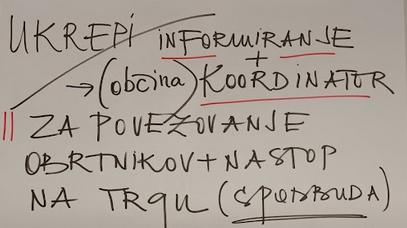 UKREPI INFORMIRANJE
+
→ (občina) KOORDINATOR
ZA POVEZOVANJE
OBRTNIKOV + NASTOP
NA TRGU (SPODBUDA)